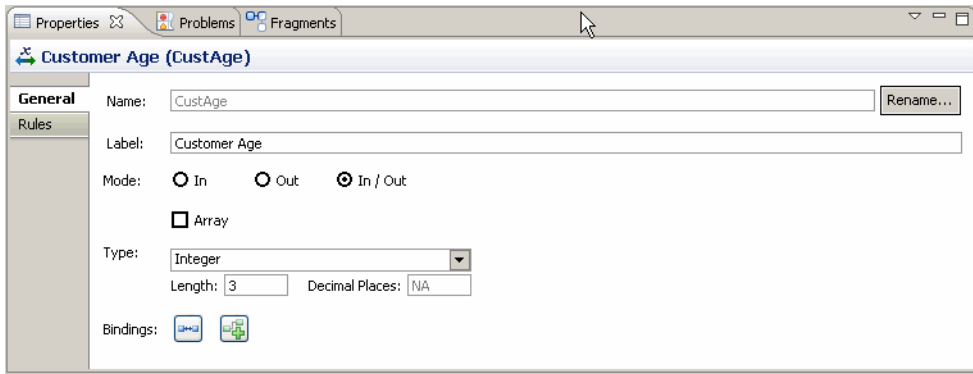 Properties Problems Fragments
Customer Age (CustAge)
General
Rules
Name: CustAge Rename...
Label: Customer Age
Mode: In Out In / Out
Array
Type: Integer
Length: 3 Decimal Places: NA
Bindings: